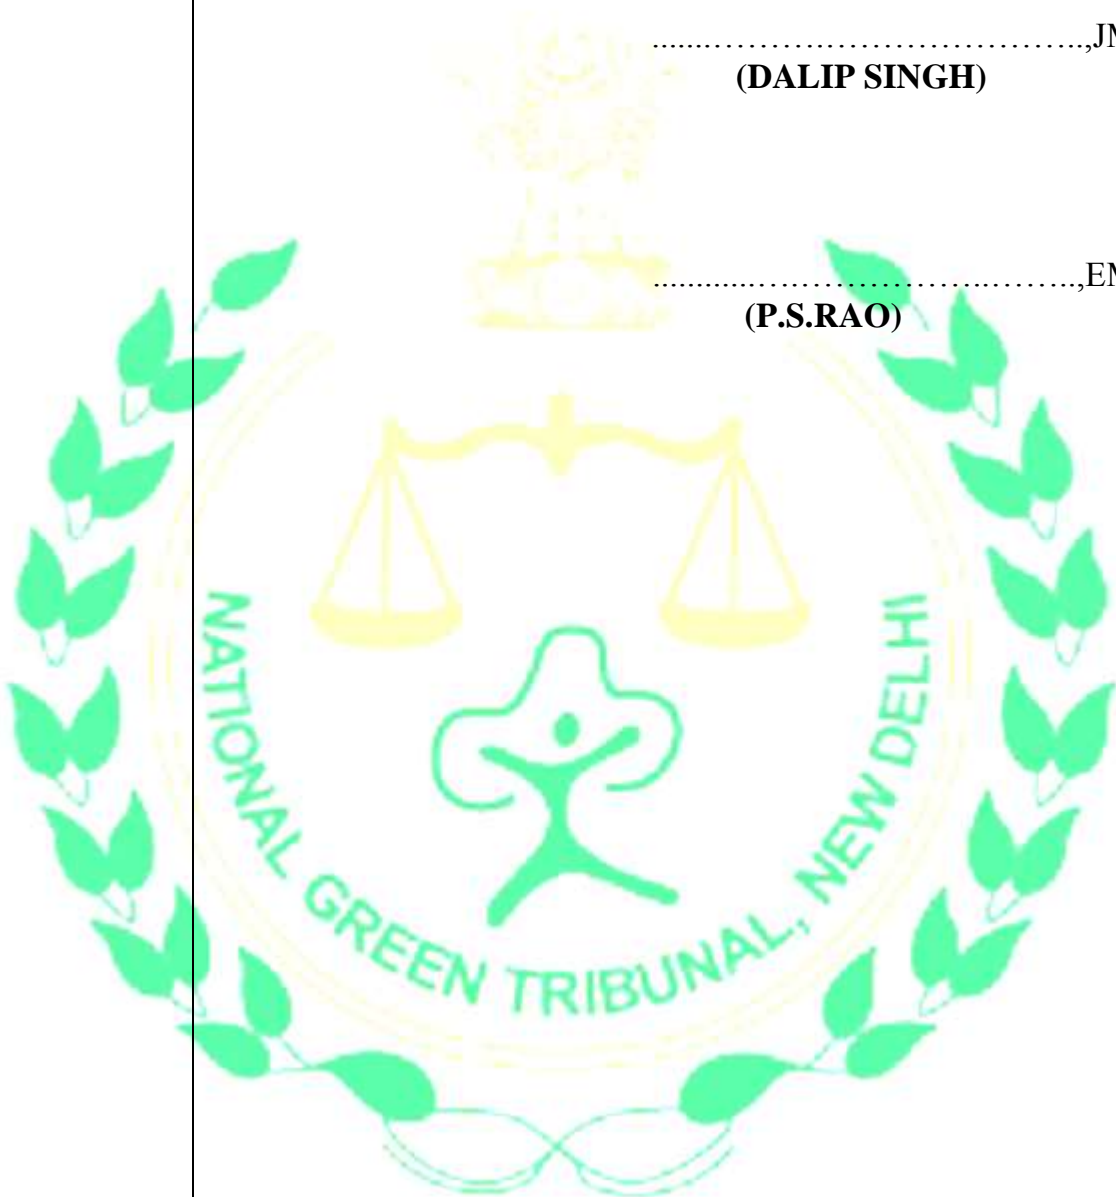 .......……….………………………..,JM
(DALIP SINGH)
............….………………..……..,EM
(P.S.RAO)
NATIONAL GREEN TRIBUNAL, NEW DELHI